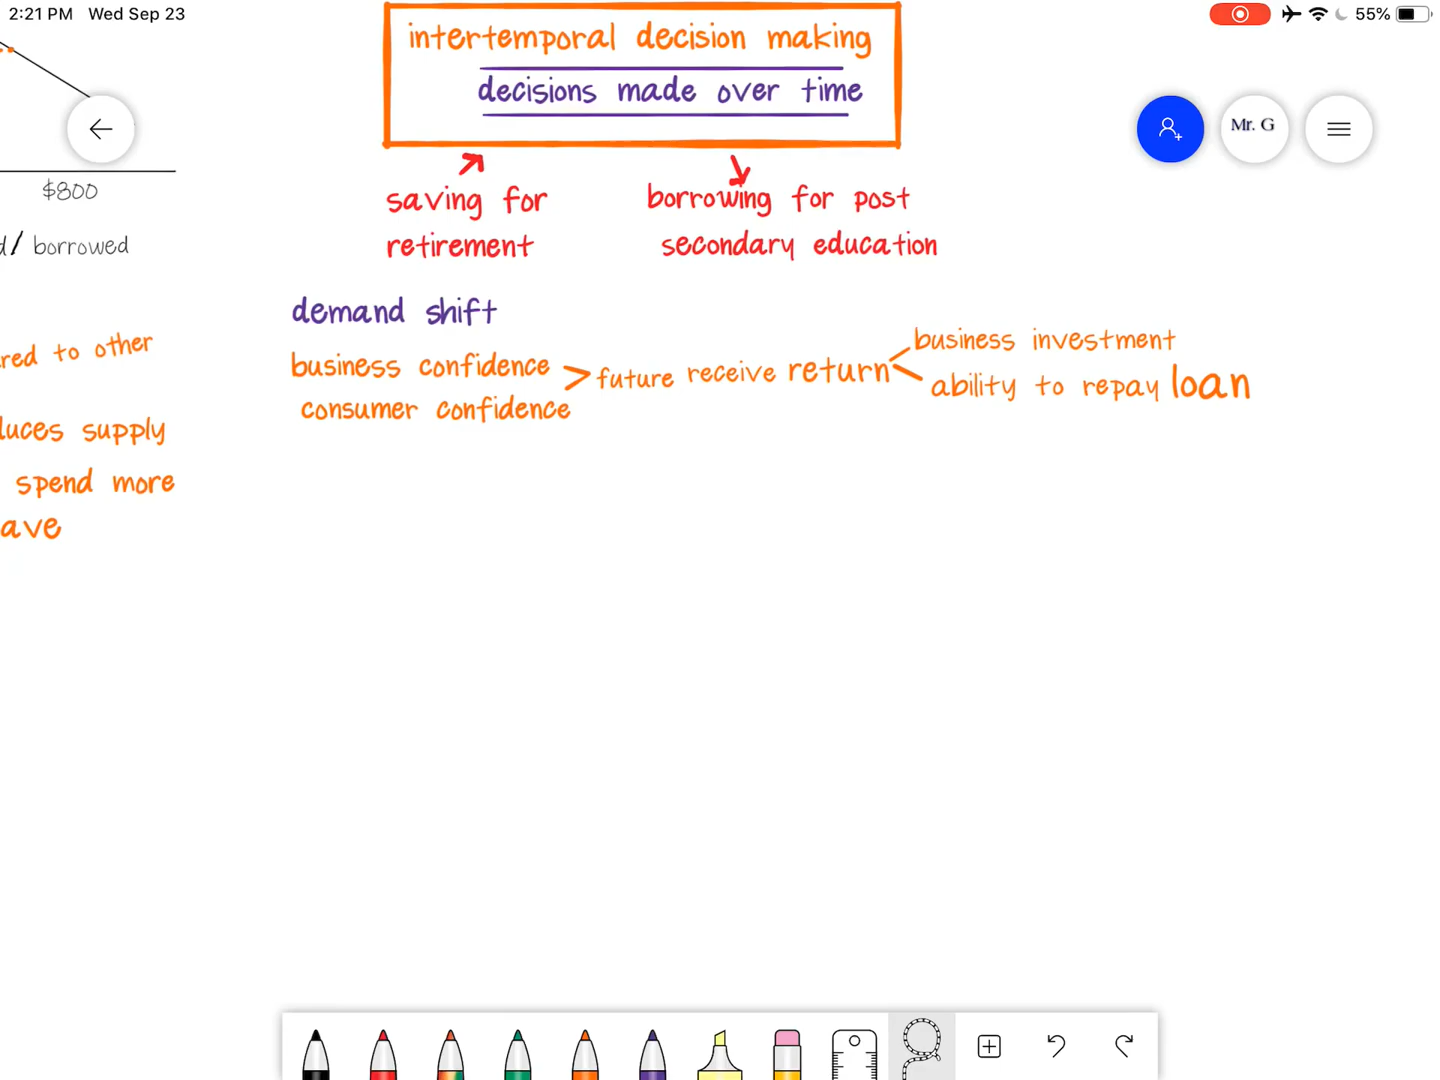 2:21 PM Wed Sep 23
55%
intertemporal decision making
decisions made over time
Mr. G
$800
saving for
retirement
borrowing for post
secondary education
/ borrowed
demand shift
business confidence
consumer confidence
future receive return
business investment
ability to repay loan
red to other
duces supply
spend more
ave